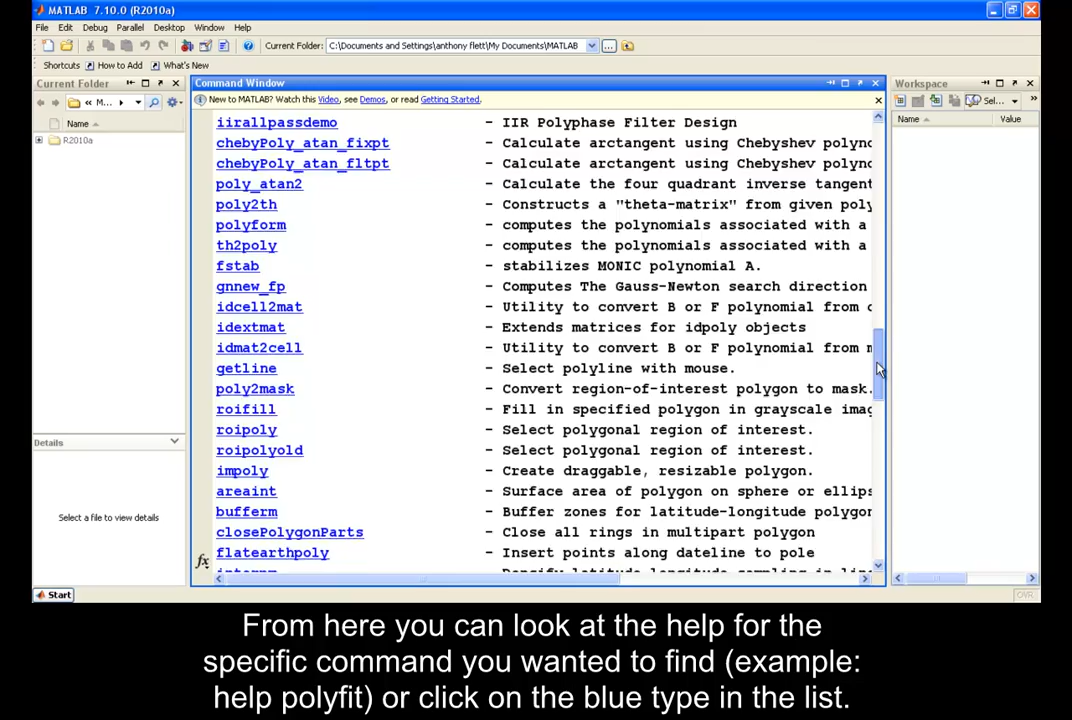 MATLAB 7.10.0 (R2010a)
File Edit Debug Parallel Desktop Window Help
Current Folder: C:\Documents and Settings\anthony flett\My Documents\MATLAB
Shortcuts How to Add What's New
Current Folder
« M...
Name
R2010a
Details
Select a file to view details
Command Window
New to MATLAB? Watch this Video, see Demos, or read Getting Started.
iirallpassdemo - IIR Polyphase Filter Design
chebyPoly_atan_fixpt - Calculate arctangent using Chebyshev polyno
chebyPoly_atan_fltpt - Calculate arctangent using Chebyshev polyno
poly_atan2 - Calculate the four quadrant inverse tangent
poly2th - Constructs a "theta-matrix" from given poly
polyform - computes the polynomials associated with a
th2poly - computes the polynomials associated with a
fstab - stabilizes MONIC polynomial A.
gnnew_fp - Computes The Gauss-Newton search direction
idcell2mat - Utility to convert B or F polynomial from c
idextmat - Extends matrices for idpoly objects
idmat2cell - Utility to convert B or F polynomial from m
getline - Select polyline with mouse.
poly2mask - Convert region-of-interest polygon to mask.
roifill - Fill in specified polygon in grayscale imag
roipoly - Select polygonal region of interest.
roipolyold - Select polygonal region of interest.
impoly - Create draggable, resizable polygon.
areaint - Surface area of polygon on sphere or ellips
bufferm - Buffer zones for latitude-longitude polygon
closePolygonParts - Close all rings in multipart polygon
flatearthpoly - Insert points along dateline to pole
fx
Workspace
Sel...
Name Value
Start
OVR
From here you can look at the help for the
specific command you wanted to find (example:
help polyfit) or click on the blue type in the list.